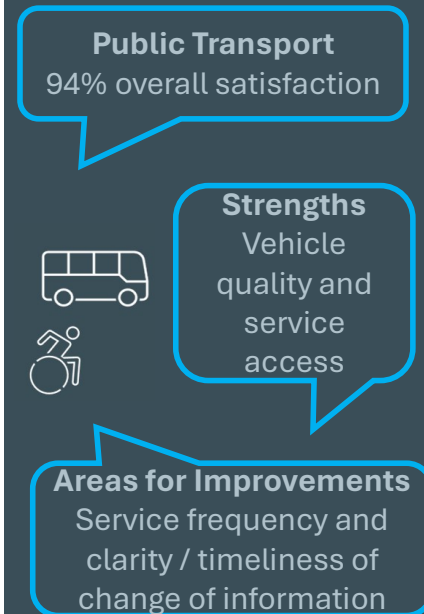 Public Transport
94% overall satisfaction
Strengths
Vehicle
quality and
service
access
Areas for Improvements
Service frequency and
clarity / timeliness of
change of information